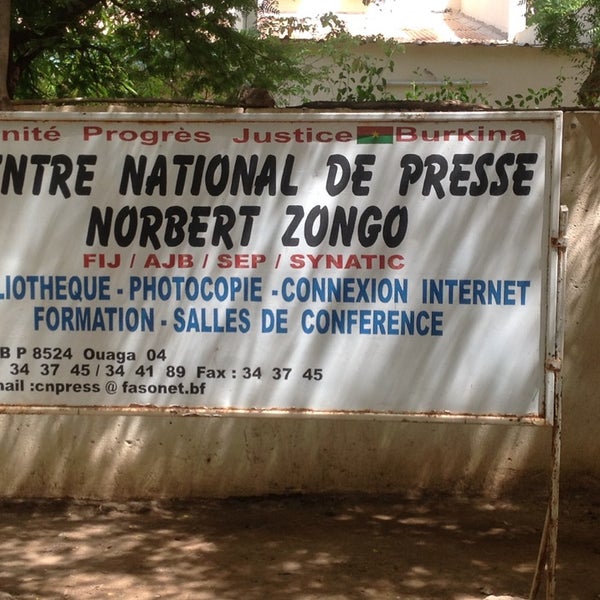 nité Progrès Justice Burkina
ENTRE NATIONAL DE PRESSE
NORBERT ZONGO
FIJ / AJB / SEP / SYNATIC
LIOTHEQUE - PHOTOCOPIE - CONNEXION INTERNET
FORMATION - SALLES DE CONFERENCE
B P 8524 Ouaga 04
34 37 45 / 34 41 89 Fax : 34 37 45
mail :cnpress @ fasonet.bf